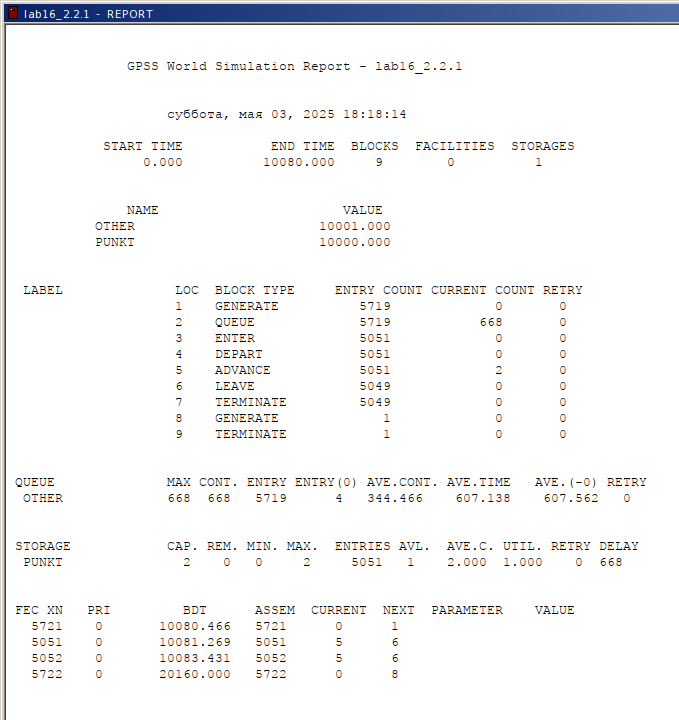 lab16_2.2.1 - REPORT
GPSS World Simulation Report - lab16_2.2.1
суббота, мая 03, 2025 18:18:14
START TIME END TIME BLOCKS FACILITIES STORAGES
0.000 10080.000 9 0 1
NAME VALUE
OTHER 10001.000
PUNKT 10000.000
LABEL LOC BLOCK TYPE ENTRY COUNT CURRENT COUNT RETRY
1 GENERATE 5719 0 0
2 QUEUE 5719 668 0
3 ENTER 5051 0 0
4 DEPART 5051 0 0
5 ADVANCE 5051 2 0
6 LEAVE 5049 0 0
7 TERMINATE 5049 0 0
8 GENERATE 1 0 0
9 TERMINATE 1 0 0
QUEUE MAX CONT. ENTRY ENTRY(0) AVE.CONT. AVE.TIME AVE.(-0) RETRY
OTHER 668 668 5719 4 344.466 607.138 607.562 0
STORAGE CAP. REM. MIN. MAX. ENTRIES AVL. AVE.C. UTIL. RETRY DELAY
PUNKT 2 0 0 2 5051 1 2.000 1.000 0 668
FEC XN PRI BDT ASSEM CURRENT NEXT PARAMETER VALUE
5721 0 10080.466 5721 0 1
5051 0 10081.269 5051 5 6
5052 0 10083.431 5052 5 6
5722 0 20160.000 5722 0 8